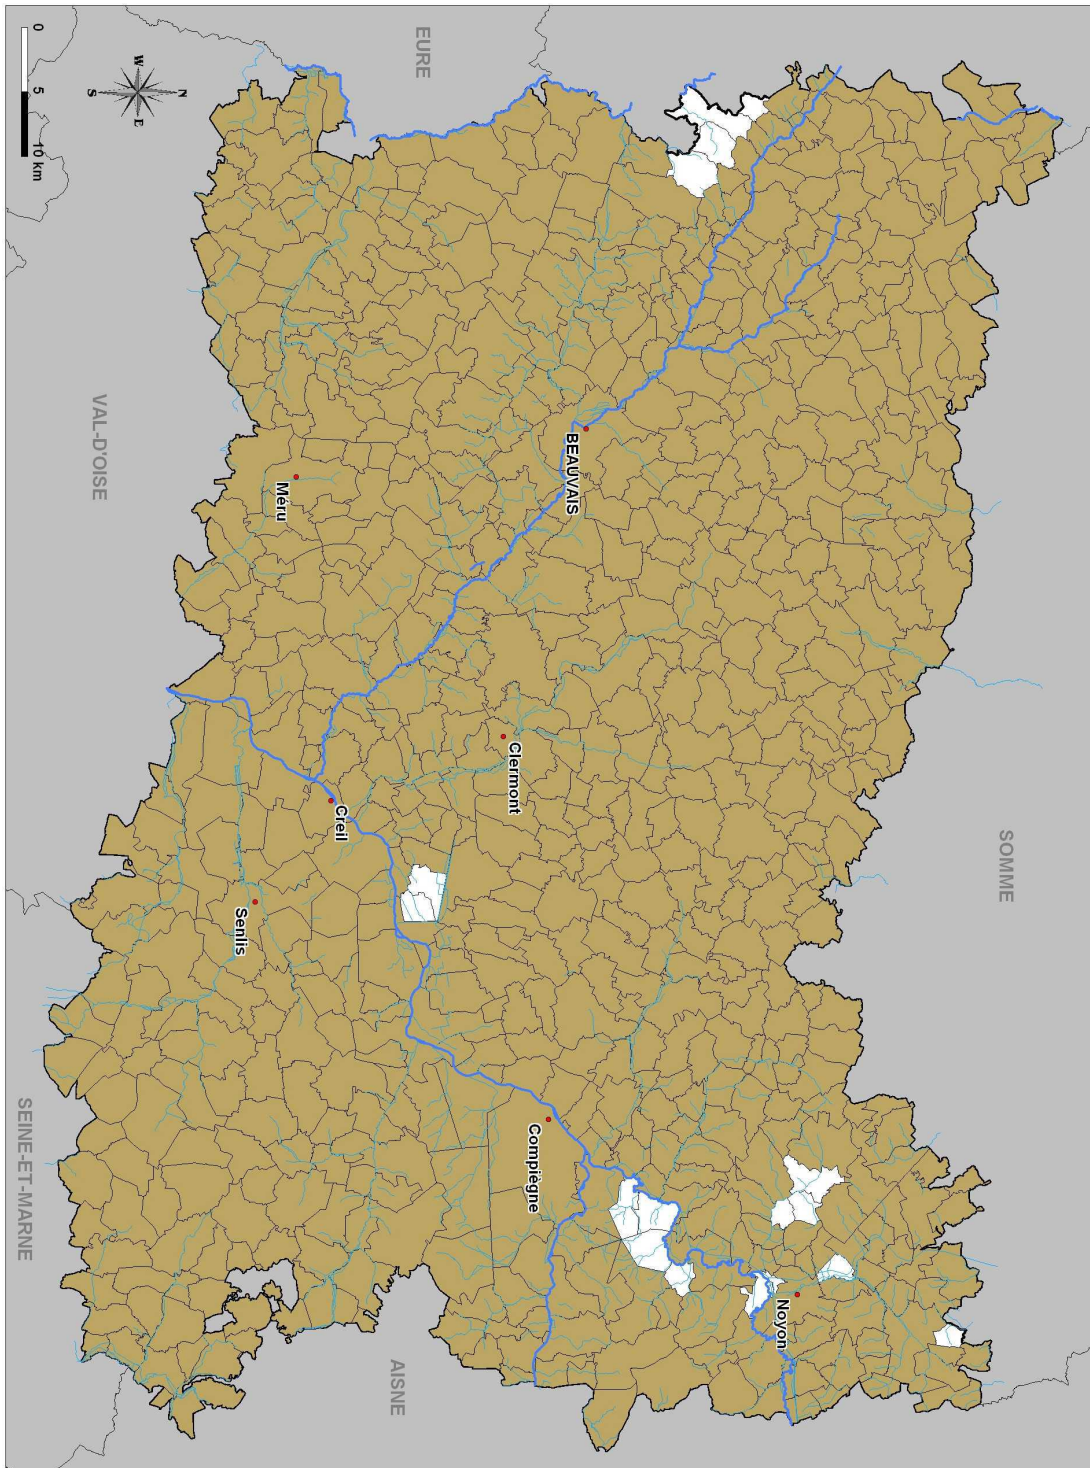 0
5
10 km
W
N
S
E
EURE
SOMME
VAL-D'OISE
BEAUVAIS
Méru
Clermont
Creil
Senlis
Compiègne
Noyon
SEINE-ET-MARNE
AISNE